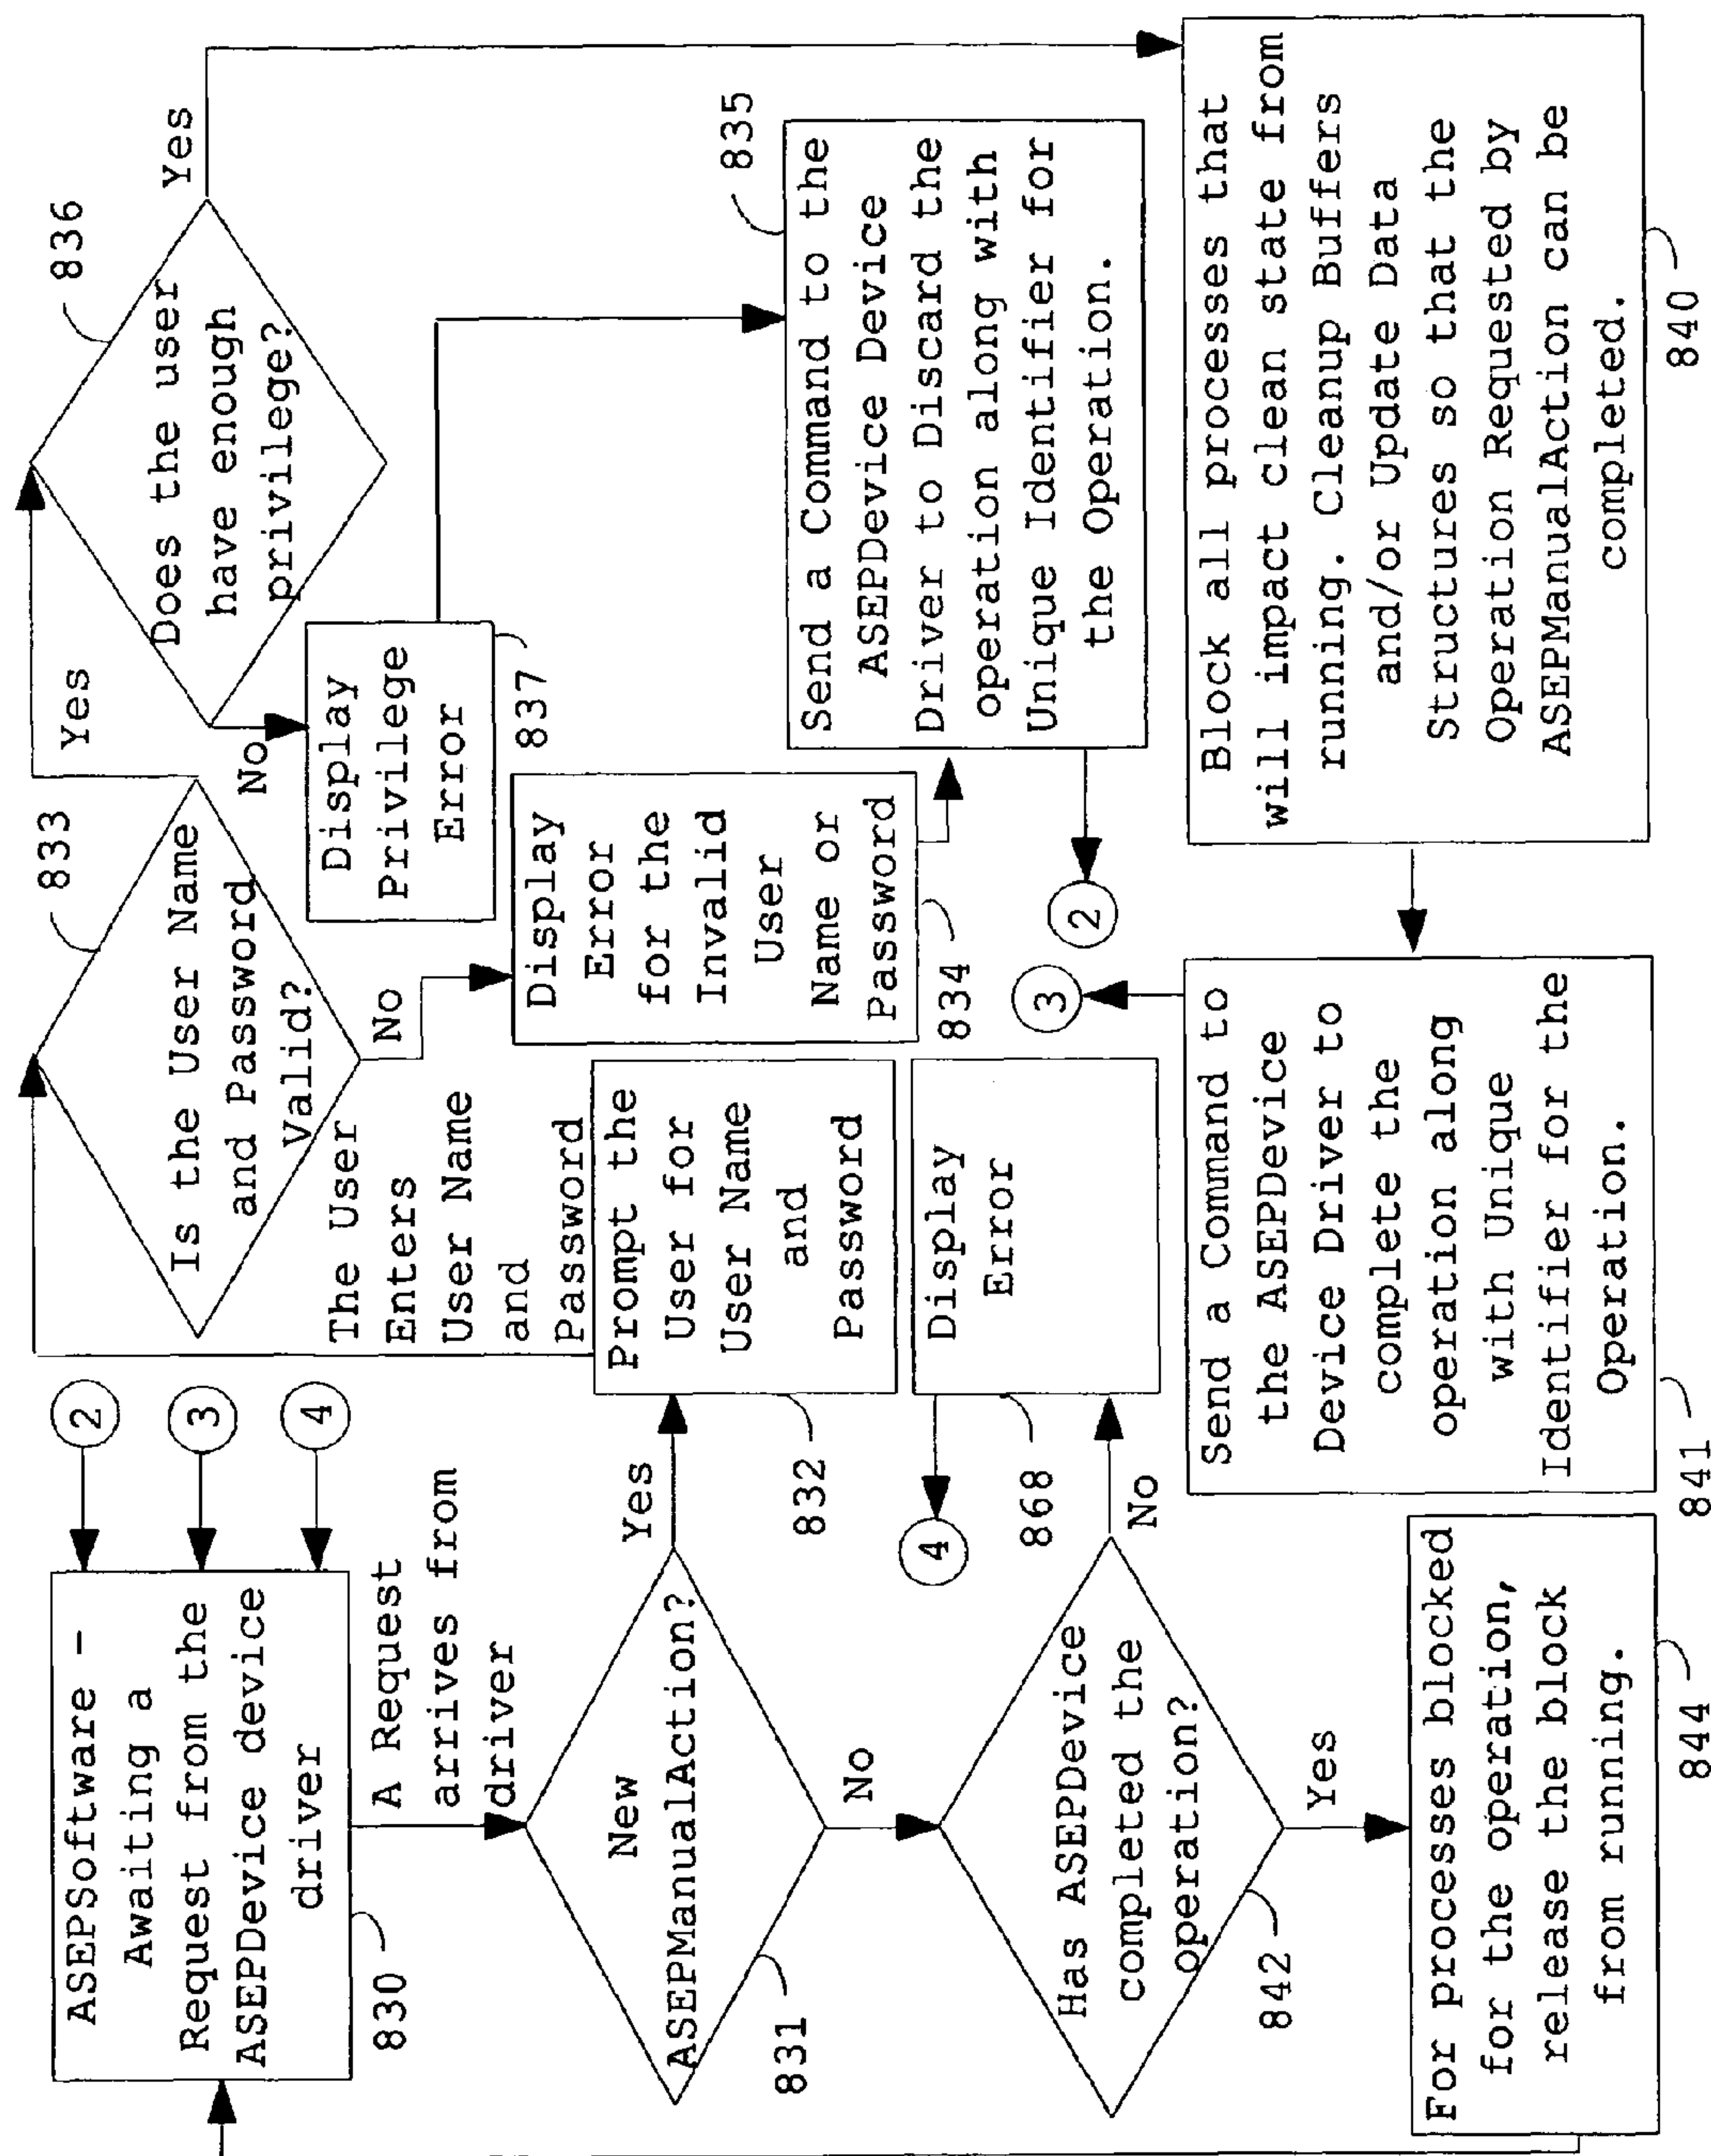 ASEPSoftware -
Awaiting a
Request from the
ASEPDevice device
driver
830
2
3
4
A Request
arrives from
driver
New
ASEPManualAction?
831
Yes
No
Prompt the
User for
User Name
and
Password
832
The User
Enters
User Name
and
Password
Is the User Name
and Password
Valid?
833
Yes
No
Display
Error
for the
Invalid
User
Name or
Password
834
Does the user
have enough
privilege?
836
Yes
No
Display
Privilege
Error
837
Send a Command to the
ASEPDevice Device
Driver to Discard the
operation along with
Unique Identifier for
the Operation.
835
2
Block all processes that
will impact clean state from
running. Cleanup Buffers
and/or Update Data
Structures so that the
Operation Requested by
ASEPManualAction can be
completed.
840
Send a Command to
the ASEPDevice
Device Driver to
complete the
operation along
with Unique
Identifier for the
Operation.
841
3
Has ASEPDevice
completed the
operation?
842
No
Display
Error
868
4
Yes
For processes blocked
for the operation,
release the block
from running.
844